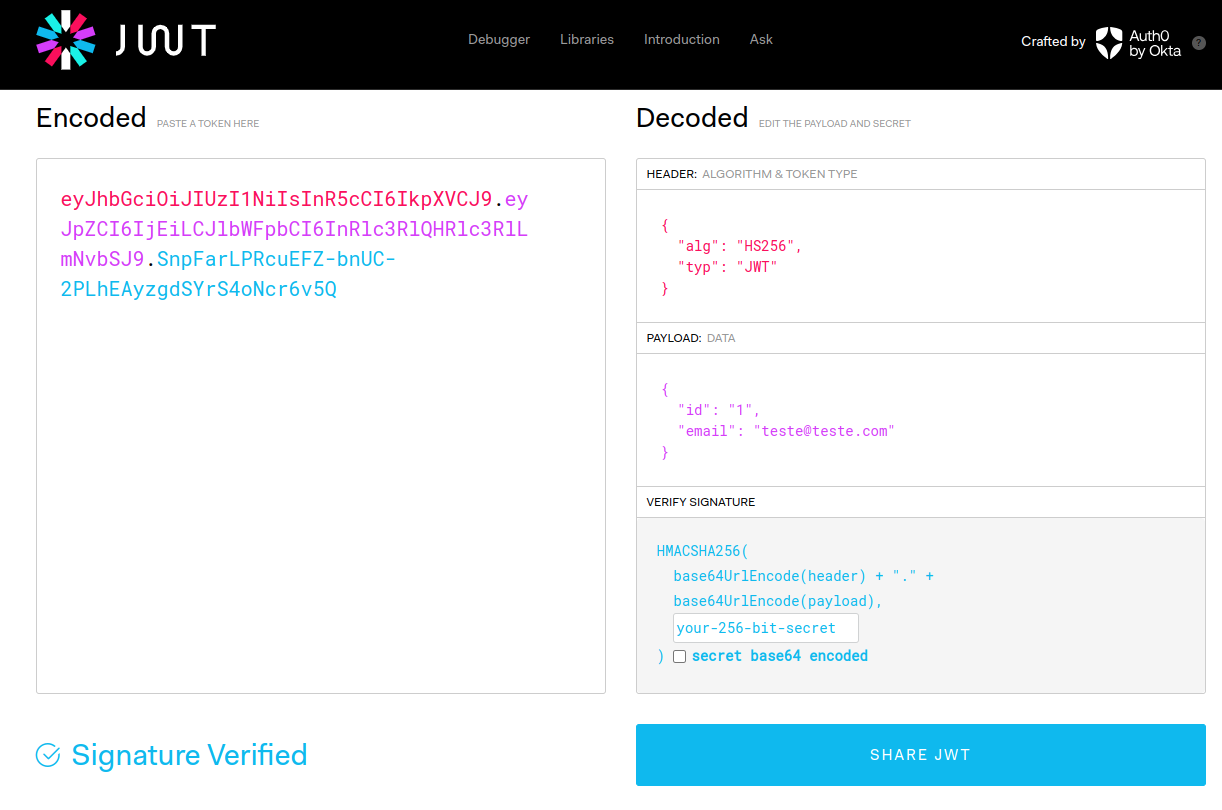 JWT
Debugger Libraries Introduction Ask
Crafted by Auth0 by Okta ?
Encoded PASTE A TOKEN HERE
eyJhbGciOiJIUzI1NiIsInR5cCI6IkpXVCJ9.ey
JpZCI6IjEiLCJlbWFpbCI6InRlc3RlQHRlc3RlL
mNvbSJ9.SnpFarLPRcuEFZ-bnUC-
2PLhEAyzgdSYrS4oNcr6v5Q
Signature Verified
Decoded EDIT THE PAYLOAD AND SECRET
HEADER: ALGORITHM & TOKEN TYPE
{
"alg": "HS256",
"typ": "JWT"
}
PAYLOAD: DATA
{
"id": "1",
"email": "teste@teste.com"
}
VERIFY SIGNATURE
HMACSHA256(
base64UrlEncode(header) + "." +
base64UrlEncode(payload),
your-256-bit-secret
) secret base64 encoded
SHARE JWT